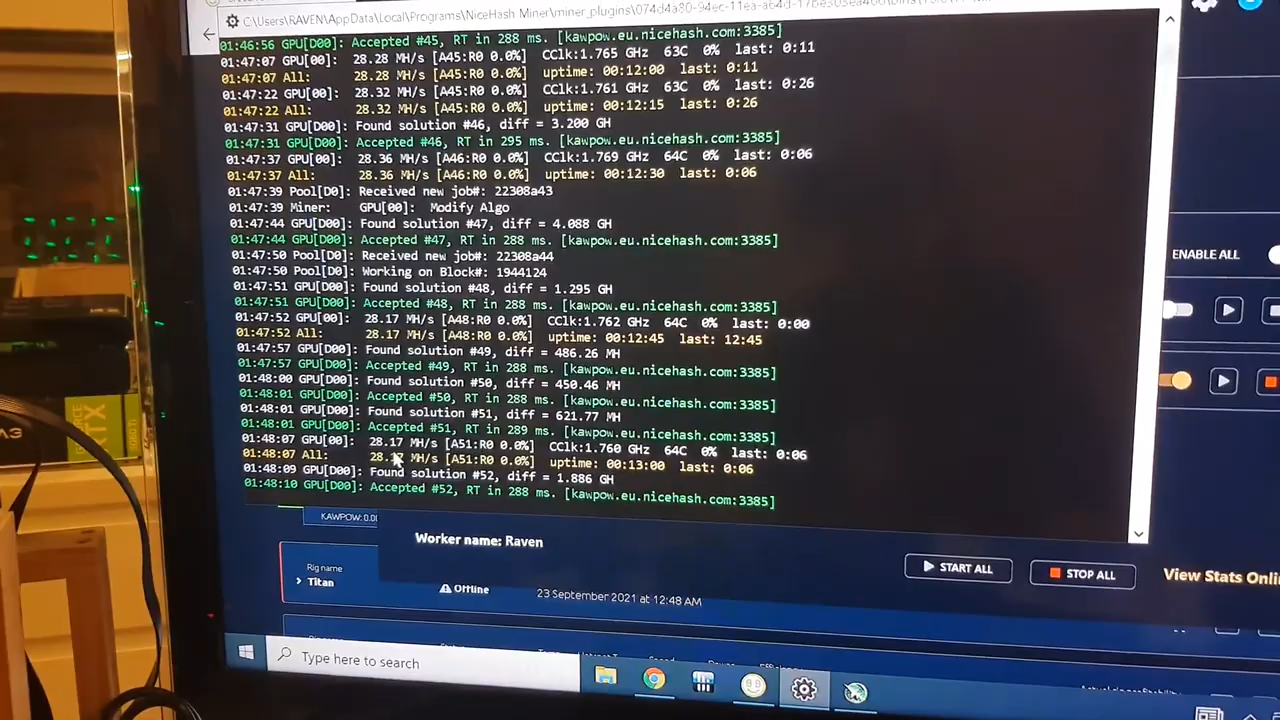 C:\Users\RAVEN\AppData\Local\Programs\NiceHash Miner\miner_plugins\
01:46:56 GPU[D00]: Accepted #45, RT in 288 ms. [kawpow.eu.nicehash.com:3385]
01:47:07 GPU[00]: 28.28 MH/s [A45:R0 0.0%] CClk:1.765 GHz 63C 0% last: 0:11
01:47:07 All: 28.28 MH/s [A45:R0 0.0%] uptime: 00:12:00 last: 0:11
01:47:22 GPU[00]: 28.32 MH/s [A45:R0 0.0%] CClk:1.761 GHz 63C 0% last: 0:26
01:47:22 All: 28.32 MH/s [A45:R0 0.0%] uptime: 00:12:15 last: 0:26
01:47:31 GPU[D00]: Found solution #46, diff = 3.200 GH
01:47:31 GPU[D00]: Accepted #46, RT in 295 ms. [kawpow.eu.nicehash.com:3385]
01:47:37 GPU[00]: 28.36 MH/s [A46:R0 0.0%] CClk:1.769 GHz 64C 0% last: 0:06
01:47:37 All: 28.36 MH/s [A46:R0 0.0%] uptime: 00:12:30 last: 0:06
01:47:39 Pool[D0]: Received new job#: 22308a43
01:47:39 Miner: GPU[00]: Modify Algo
01:47:44 GPU[D00]: Found solution #47, diff = 4.088 GH
01:47:44 GPU[D00]: Accepted #47, RT in 288 ms. [kawpow.eu.nicehash.com:3385]
01:47:50 Pool[D0]: Received new job#: 22308a44
01:47:50 Pool[D0]: Working on Block#: 1944124
01:47:51 GPU[D00]: Found solution #48, diff = 1.295 GH
01:47:51 GPU[D00]: Accepted #48, RT in 288 ms. [kawpow.eu.nicehash.com:3385]
01:47:52 GPU[00]: 28.17 MH/s [A48:R0 0.0%] CClk:1.762 GHz 64C 0% last: 0:00
01:47:52 All: 28.17 MH/s [A48:R0 0.0%] uptime: 00:12:45 last: 12:45
01:47:57 GPU[D00]: Found solution #49, diff = 486.26 MH
01:47:57 GPU[D00]: Accepted #49, RT in 288 ms. [kawpow.eu.nicehash.com:3385]
01:48:00 GPU[D00]: Found solution #50, diff = 450.46 MH
01:48:01 GPU[D00]: Accepted #50, RT in 288 ms. [kawpow.eu.nicehash.com:3385]
01:48:01 GPU[D00]: Found solution #51, diff = 621.77 MH
01:48:01 GPU[D00]: Accepted #51, RT in 289 ms. [kawpow.eu.nicehash.com:3385]
01:48:07 GPU[00]: 28.17 MH/s [A51:R0 0.0%] CClk:1.760 GHz 64C 0% last: 0:06
01:48:07 All: 28.17 MH/s [A51:R0 0.0%] uptime: 00:13:00 last: 0:06
01:48:09 GPU[D00]: Found solution #52, diff = 1.886 GH
01:48:10 GPU[D00]: Accepted #52, RT in 288 ms. [kawpow.eu.nicehash.com:3385]
ENABLE ALL
RTX
KAWPOW:
Worker name: Raven
START ALL
STOP ALL
View Stats
Rig name
Titan
Offline
23 September 2021 at 12:48 AM
Type here to search